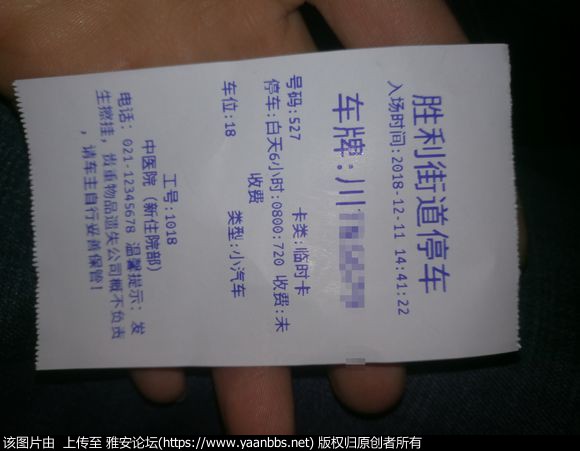 胜利街道停车
入场时间:2018-12-11 14:41:22
车牌:川
号码:527 卡类:临时卡
停车:白天6小时:0800:720 收费:未
收费
车位:18 类型:小汽车
工号:1018
中医院（新住院部）
电话: 021-12345678 温馨提示: 发
生擦挂，贵重物品遗失公司概不负责
，请车主自行妥善保管！
该图片由 上传至 雅安论坛(https://www.yaanbbs.net) 版权归原创者所有